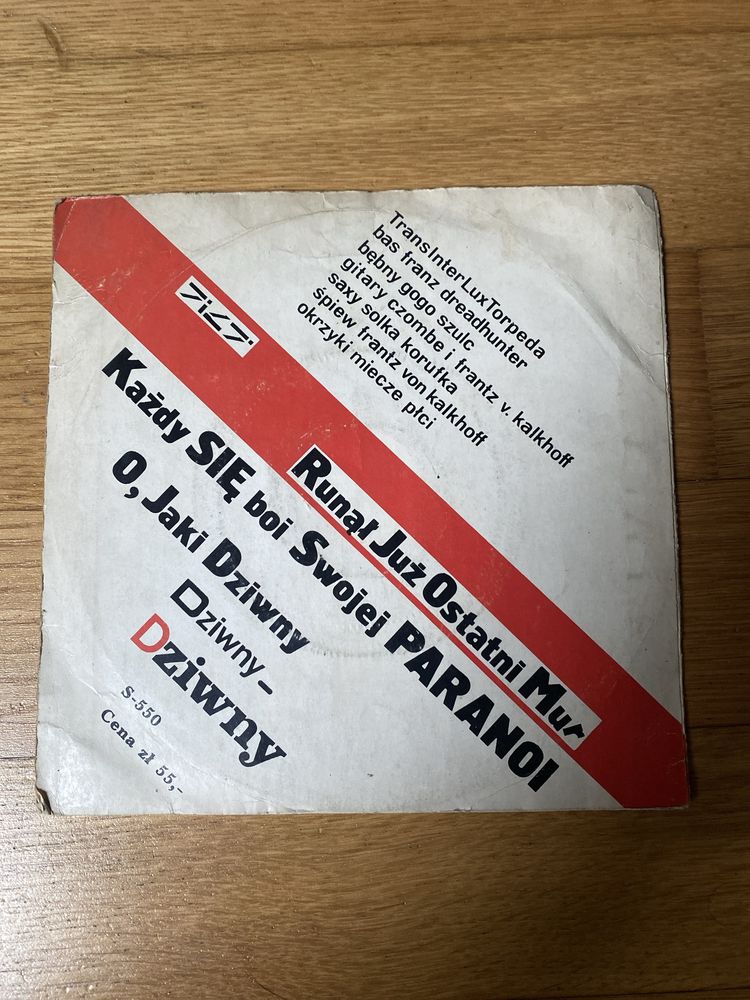 TransInterLuxTorpeda
bas franz dreadhunter
bębny gogo szulc
gitary czombe i frantz v. kalkhoff
saxy solka korufka
śpiew frantz von kalkhoff
okrzyki miecze płci
Runął Już Ostatni Mur
Każdy SIĘ boi Swojej PARANOI
O, Jaki Dziwny
Dziwny-
Dziwny
S-550
Cena zł 55,-